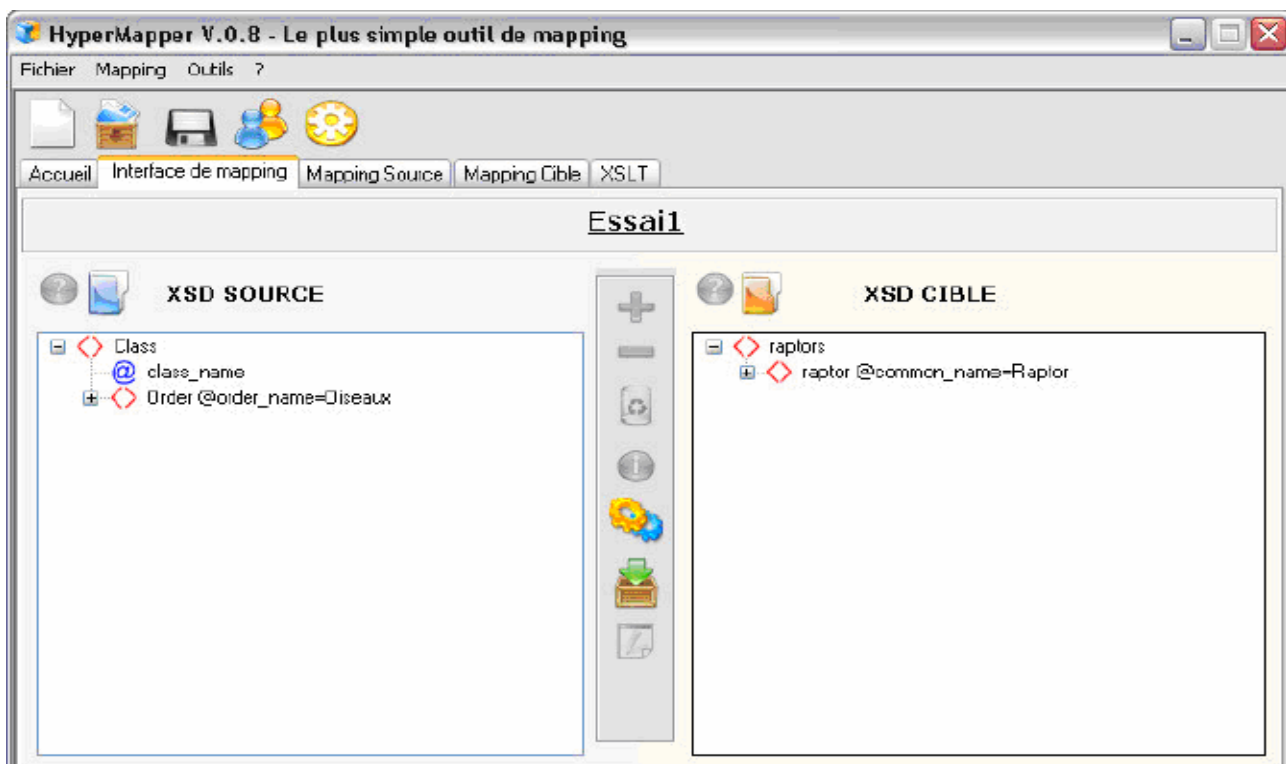 HyperMapper V.0.8 - Le plus simple outil de mapping
Fichier Mapping Outils ?
Accueil Interface de mapping Mapping Source Mapping Cible XSLT
Essai1
XSD SOURCE
XSD CIBLE
Class
@ class_name
Order @order_name=Oiseaux
raptors
raptor @common_name=Raptor